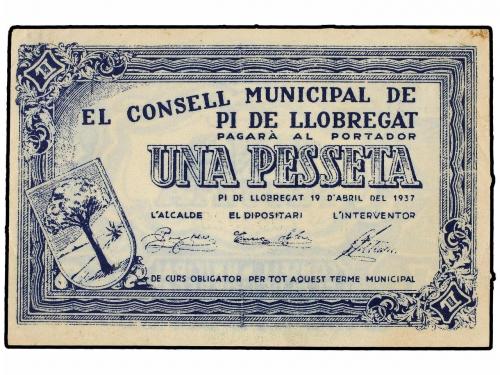 EL CONSELL MUNICIPAL DE
PI DE LLOBREGAT
PAGARÀ AL PORTADOR
UNA PESSETA
PI DE LLOBREGAT 19 D'ABRIL DEL 1937
L'ALCALDE EL DIPOSITARI L'INTERVENTOR
DE CURS OBLIGATOR PER TOT AQUEST TERME MUNICIPAL